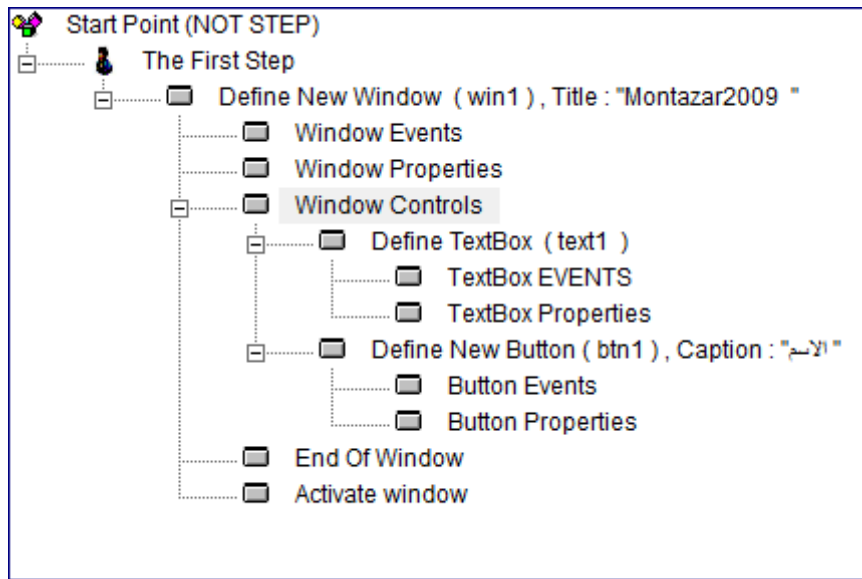 Start Point (NOT STEP)
The First Step
Define New Window ( win1 ) , Title : "Montazar2009 "
Window Events
Window Properties
Window Controls
Define TextBox ( text1 )
TextBox EVENTS
TextBox Properties
Define New Button ( btn1 ) , Caption : "الاسم"
Button Events
Button Properties
End Of Window
Activate window